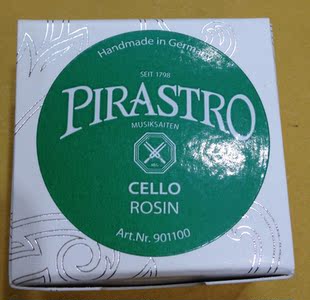 Handmade in Germany
SEIT 1798
PIRASTRO
MUSIKSAITEN
CELLO
ROSIN
Art.Nr. 901100